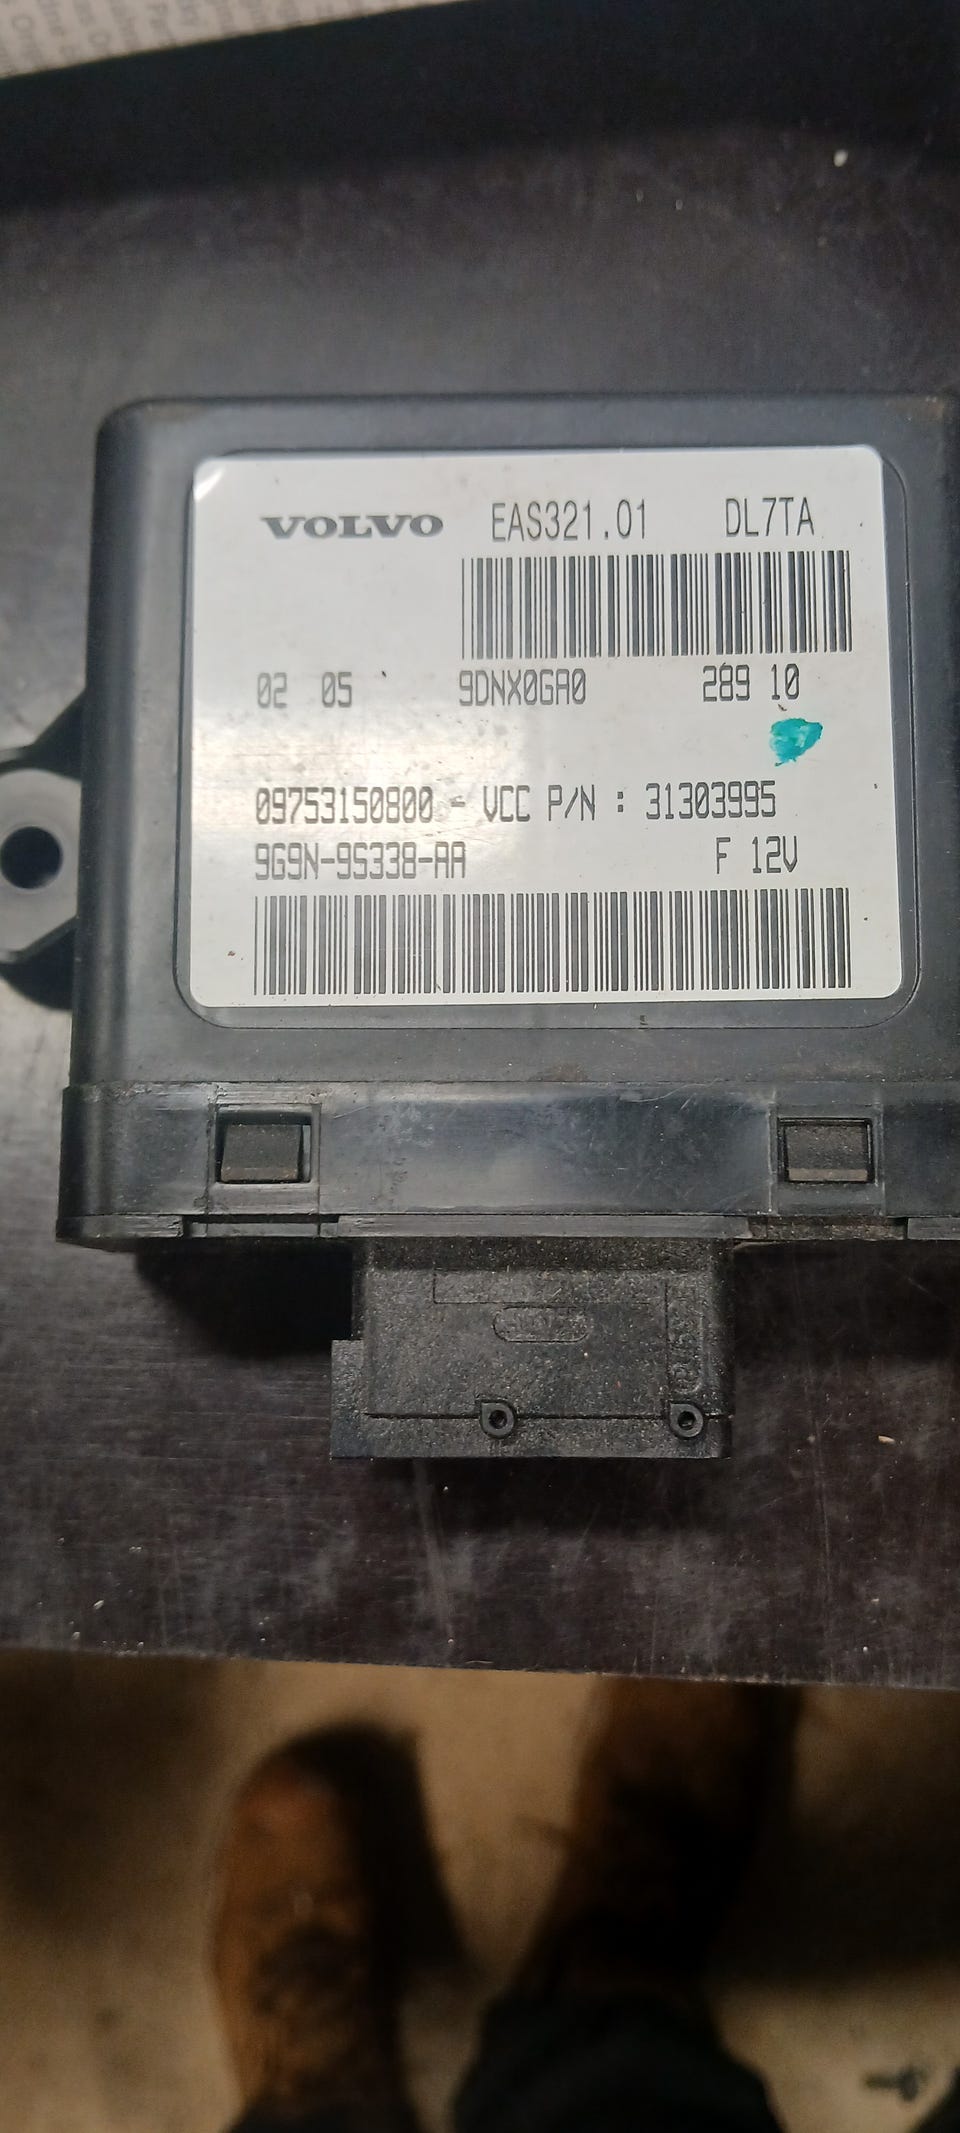 VOLVO EAS321.01 DL7TA
02 05 9DNX0GA0 289 10
09753150800 - VCC P/N : 31303995
9G9N-9S338-AA F 12V